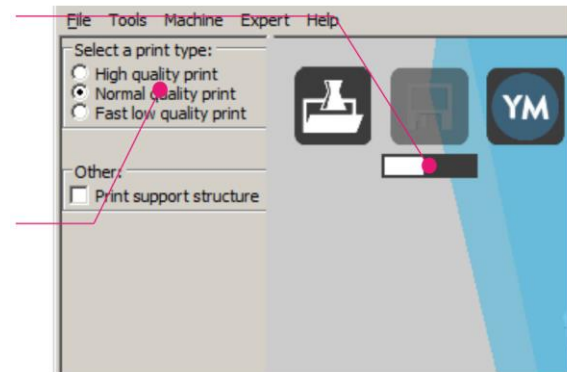 File Tools Machine Expert Help
Select a print type:
High quality print
Normal quality print
Fast low quality print
YM
Other:
Print support structure